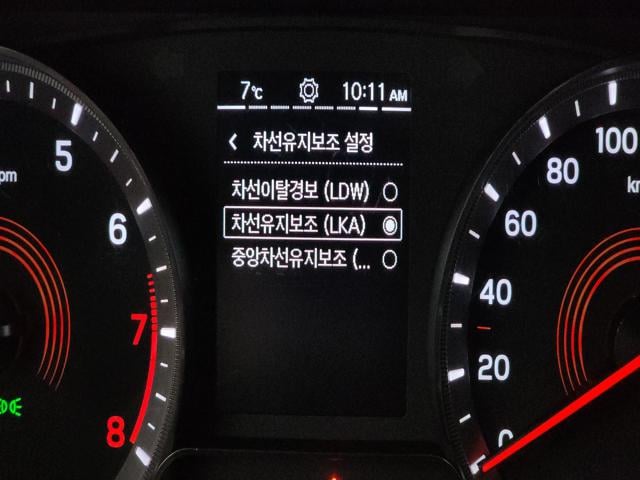 7℃ 10:11 AM
차선유지보조 설정
차선이탈경보 (LDW)
차선유지보조 (LKA)
중앙차선유지보조 (...
5
6
7
8
pm
100
80
60
40
20
0
k